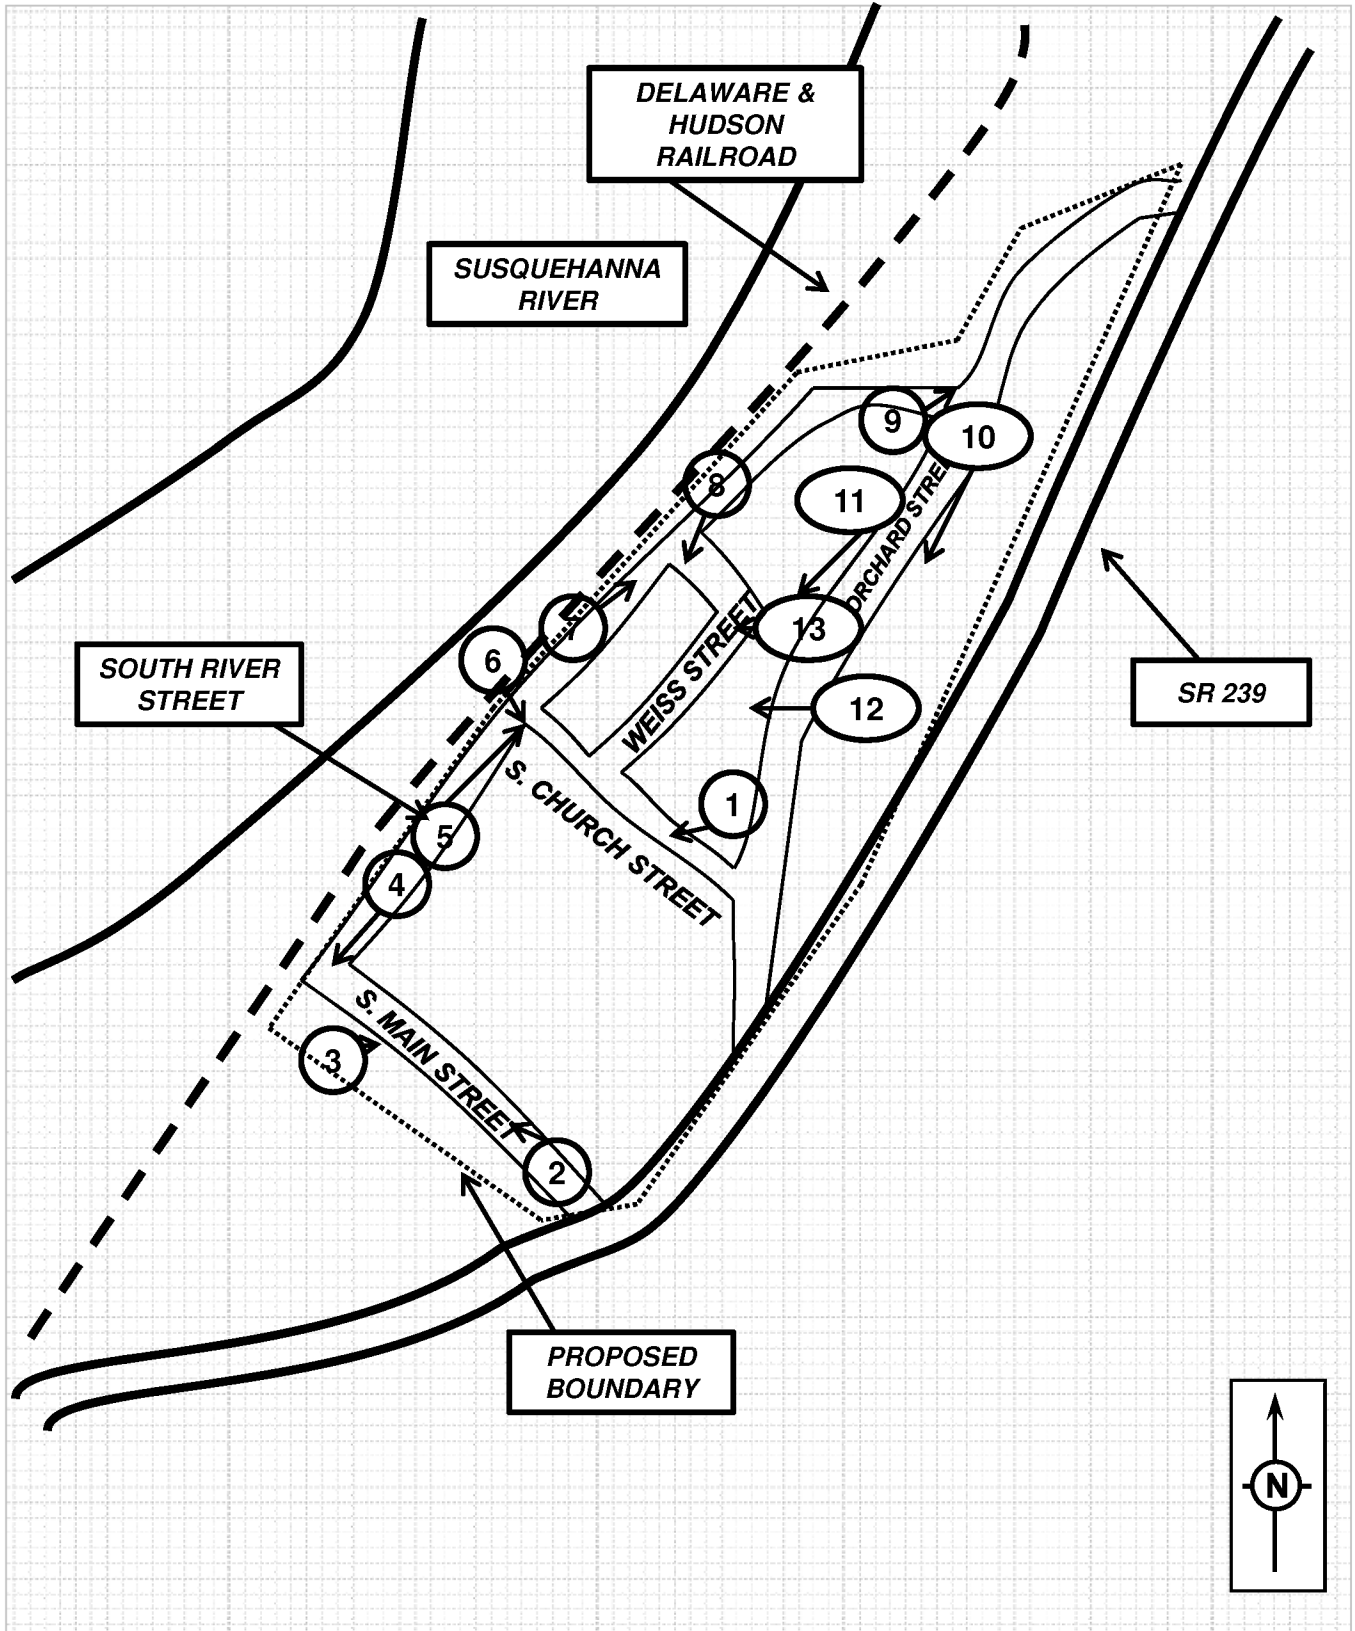 DELAWARE &
HUDSON
RAILROAD
SUSQUEHANNA
RIVER
9
10
8
11
ORCHARD STREE
7
13
6
WEISS STREET
SOUTH RIVER
STREET
SR 239
12
S. CHURCH STREET
1
5
4
S. MAIN STREET
3
2
PROPOSED
BOUNDARY
N